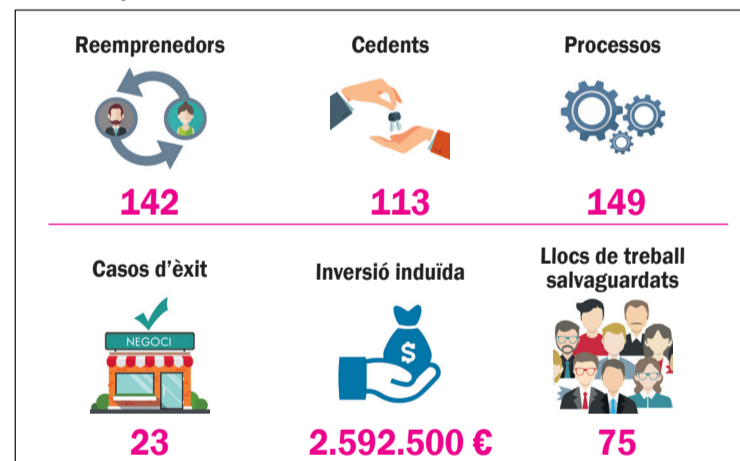 Reemprenedors
Cedents
Processos
142
113
149
Casos d'èxit
Inversió induïda
Llocs de treball
salvaguardats
NEGOCI
$
23
2.592.500 €
75